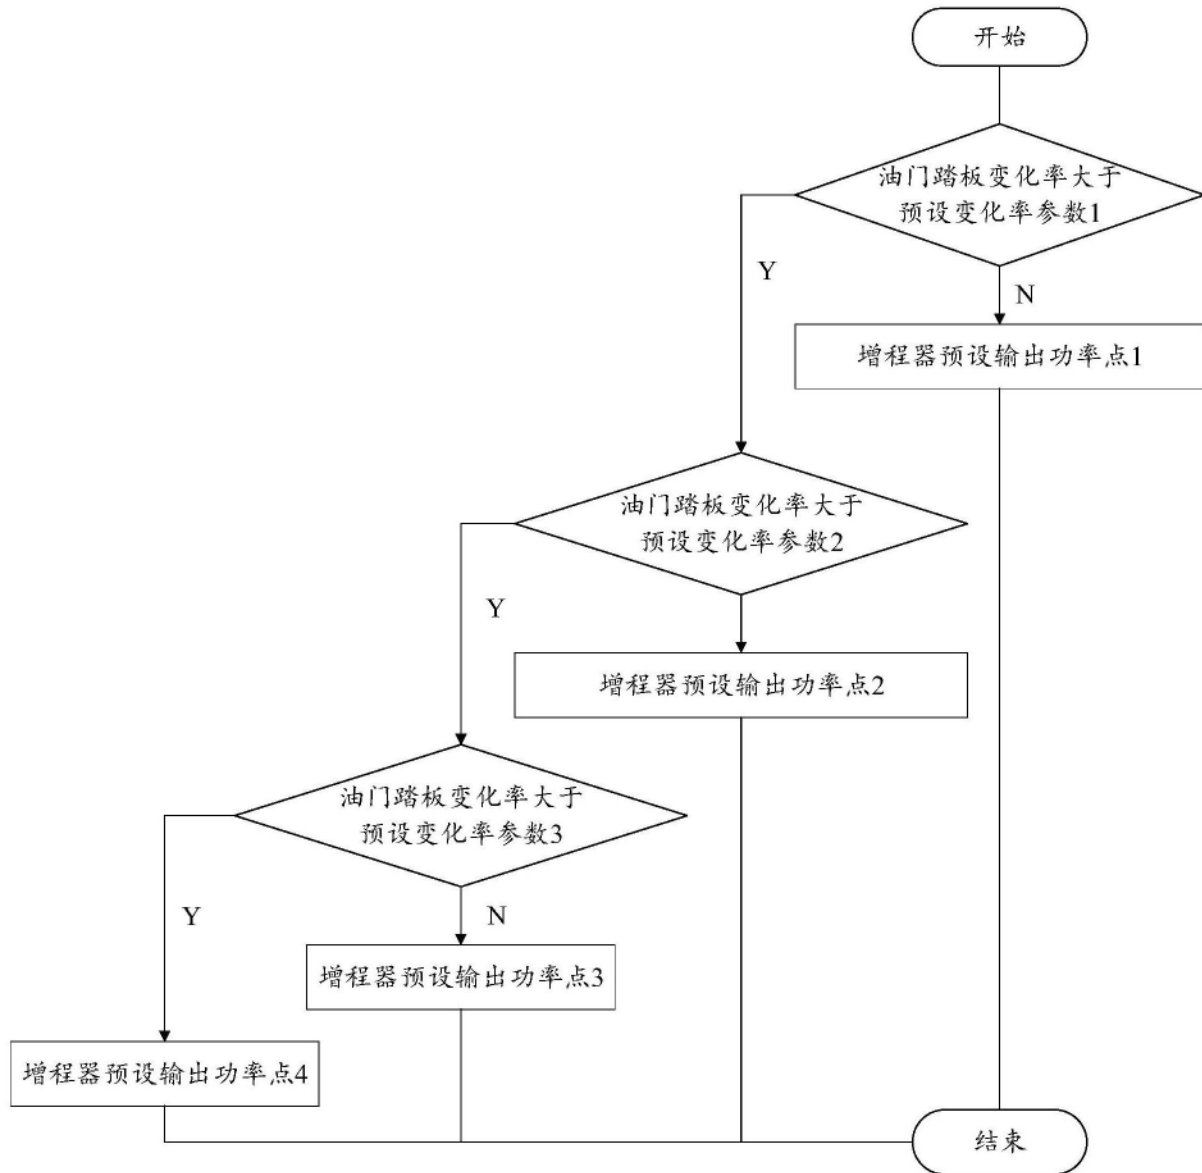 开始
油门踏板变化率大于
预设变化率参数1
Y
N
增程器预设输出功率点1
油门踏板变化率大于
预设变化率参数2
Y
增程器预设输出功率点2
油门踏板变化率大于
预设变化率参数3
Y
N
增程器预设输出功率点3
增程器预设输出功率点4
结束